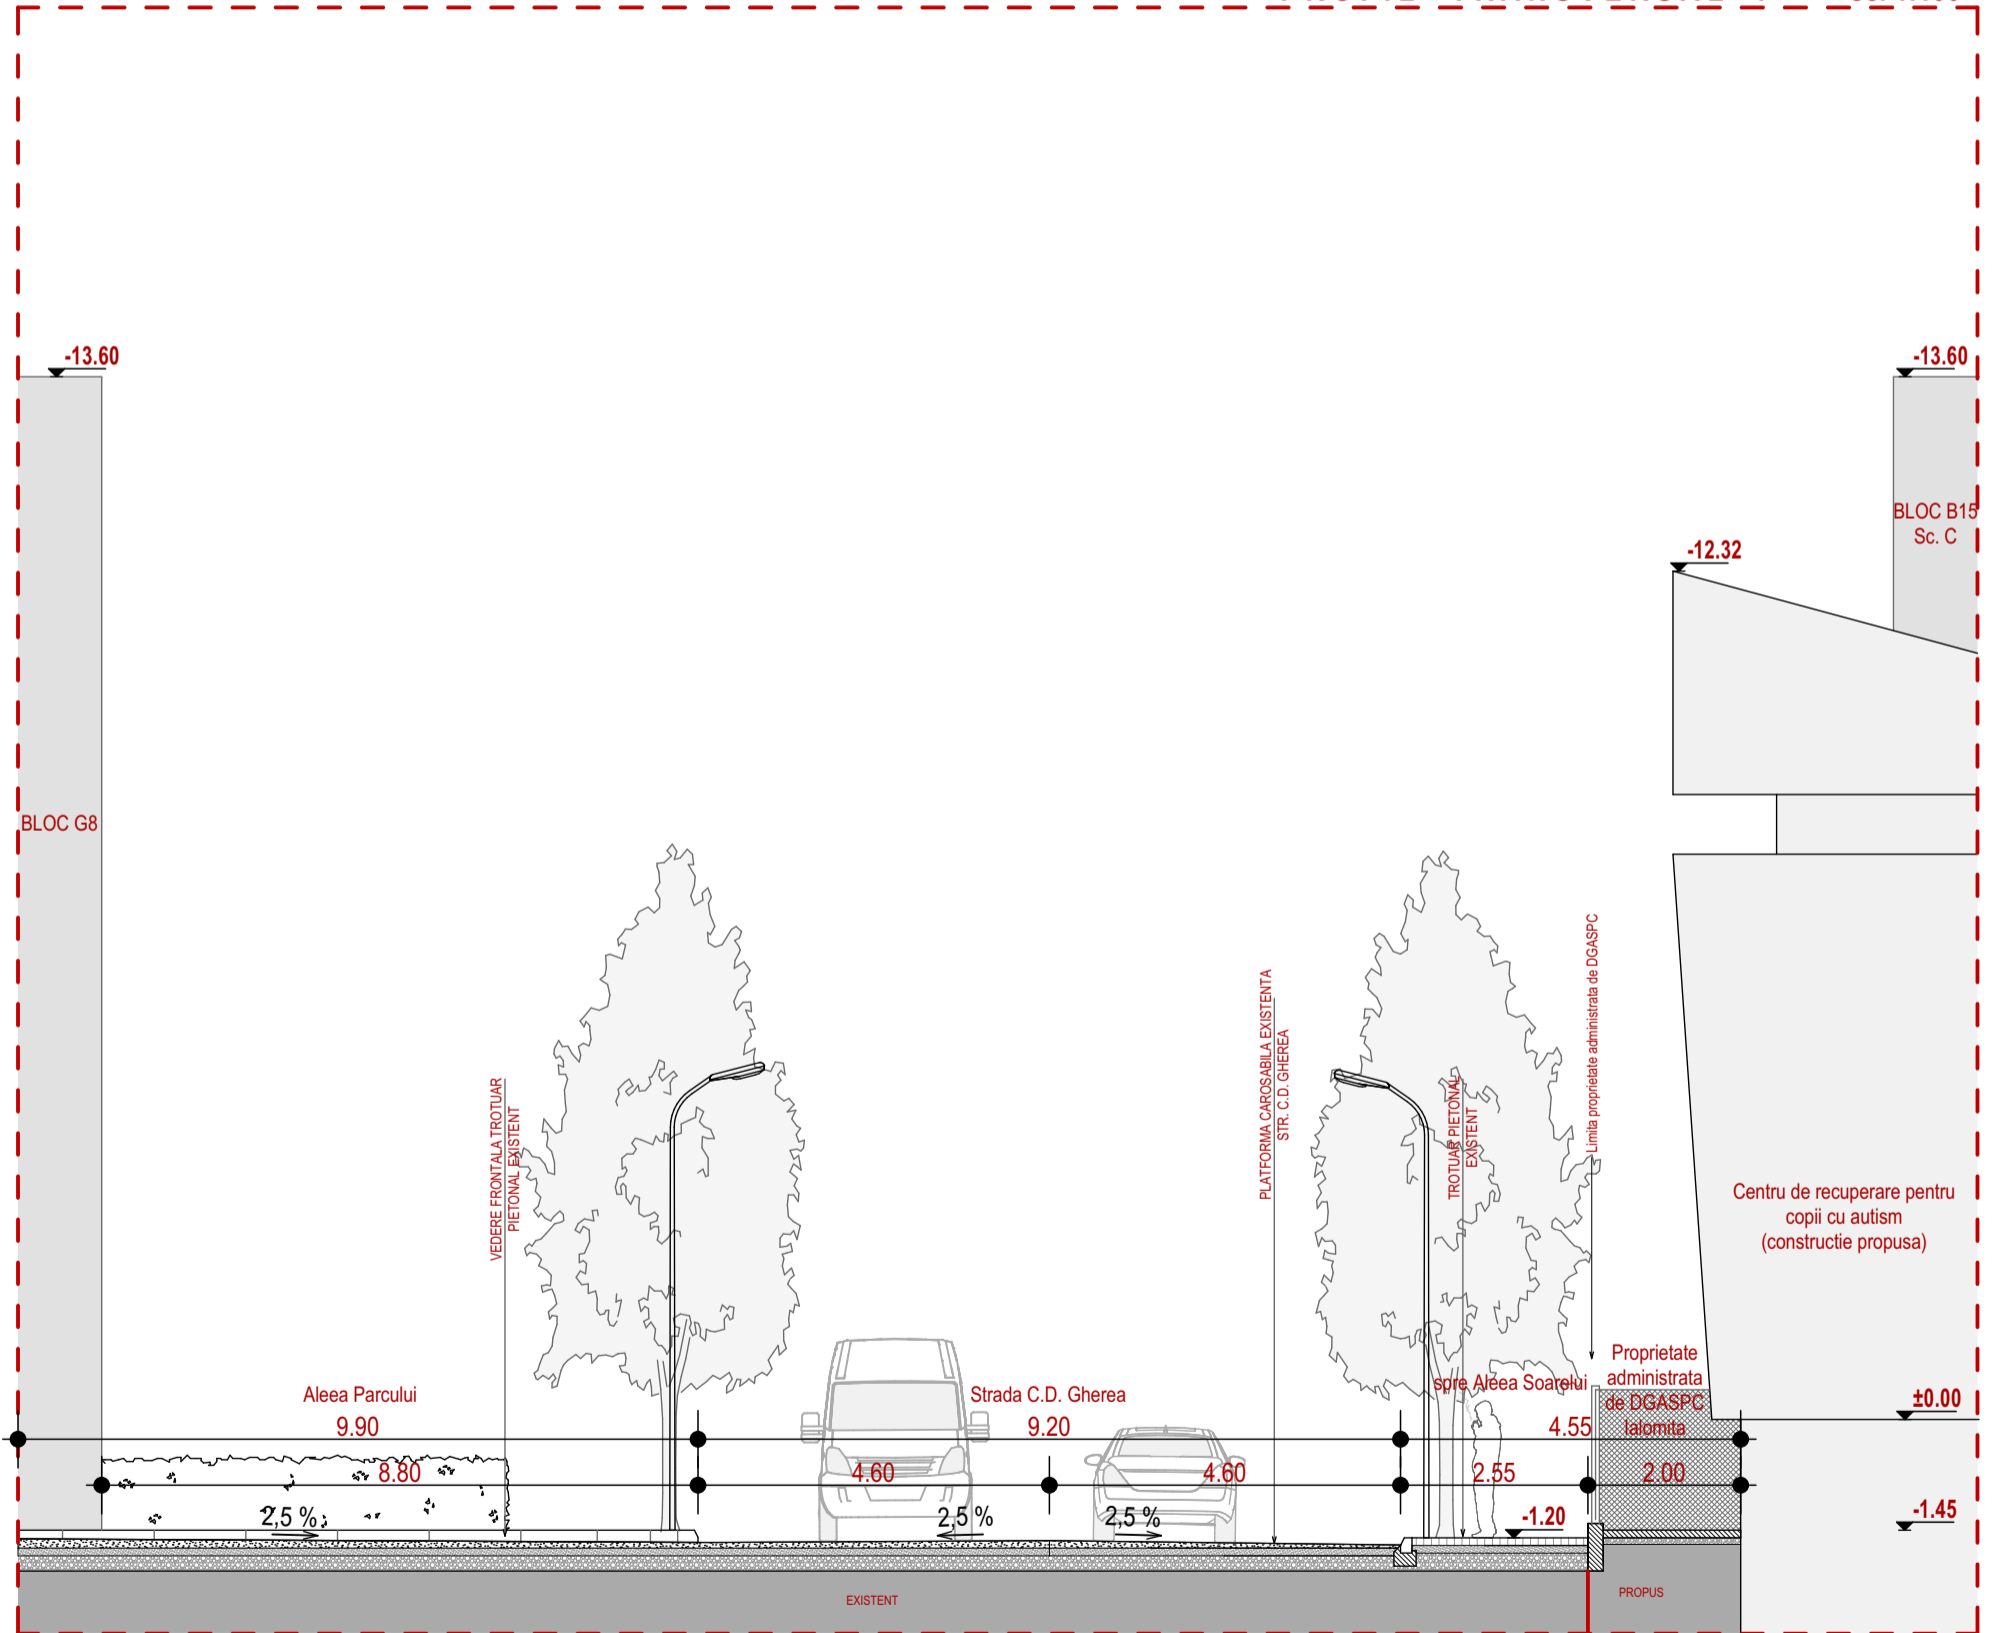 -13.60
-13.60
BLOC B15
Sc. C
-12.32
BLOC G8
VEDERE FRONTALA TROTUAR
PIETONAL EXISTENT
PLATFORMA CAROSABILA EXISTENTA
STR. C.D. GHEREA
TROTUAR PIETONAL
EXISTENT
Limita proprietate administrata de DGASPC
Centru de recuperare pentru
copii cu autism
(constructie propusa)
Proprietate
administrata
de DGASPC
Ialomita
Aleea Parcului
9.90
Strada C.D. Gherea
9.20
spre Aleea Soarelui
4.55
±0.00
8.80
4.60
4.60
2.55
2.00
2,5 %
2,5 %
2,5 %
-1.20
-1.45
EXISTENT
PROPUS